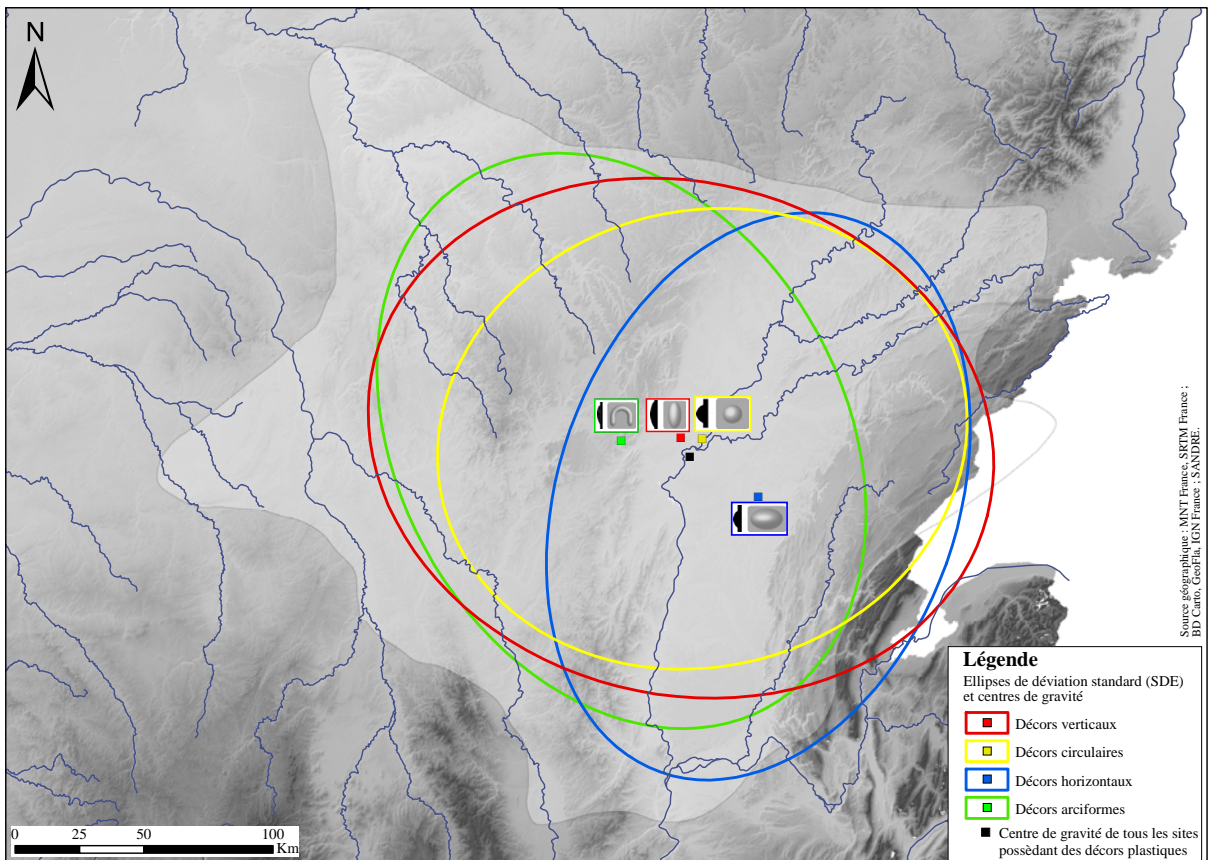 N
Source géographique : MNT France, SRTM France ;
BD Carto, GeoFla, IGN France ; SANDRE.
Légende
Ellipses de déviation standard (SDE)
et centres de gravité
Décors verticaux
Décors circulaires
Décors horizontaux
Décors arciformes
Centre de gravité de tous les sites
possèdant des décors plastiques
0 25 50 100
Km